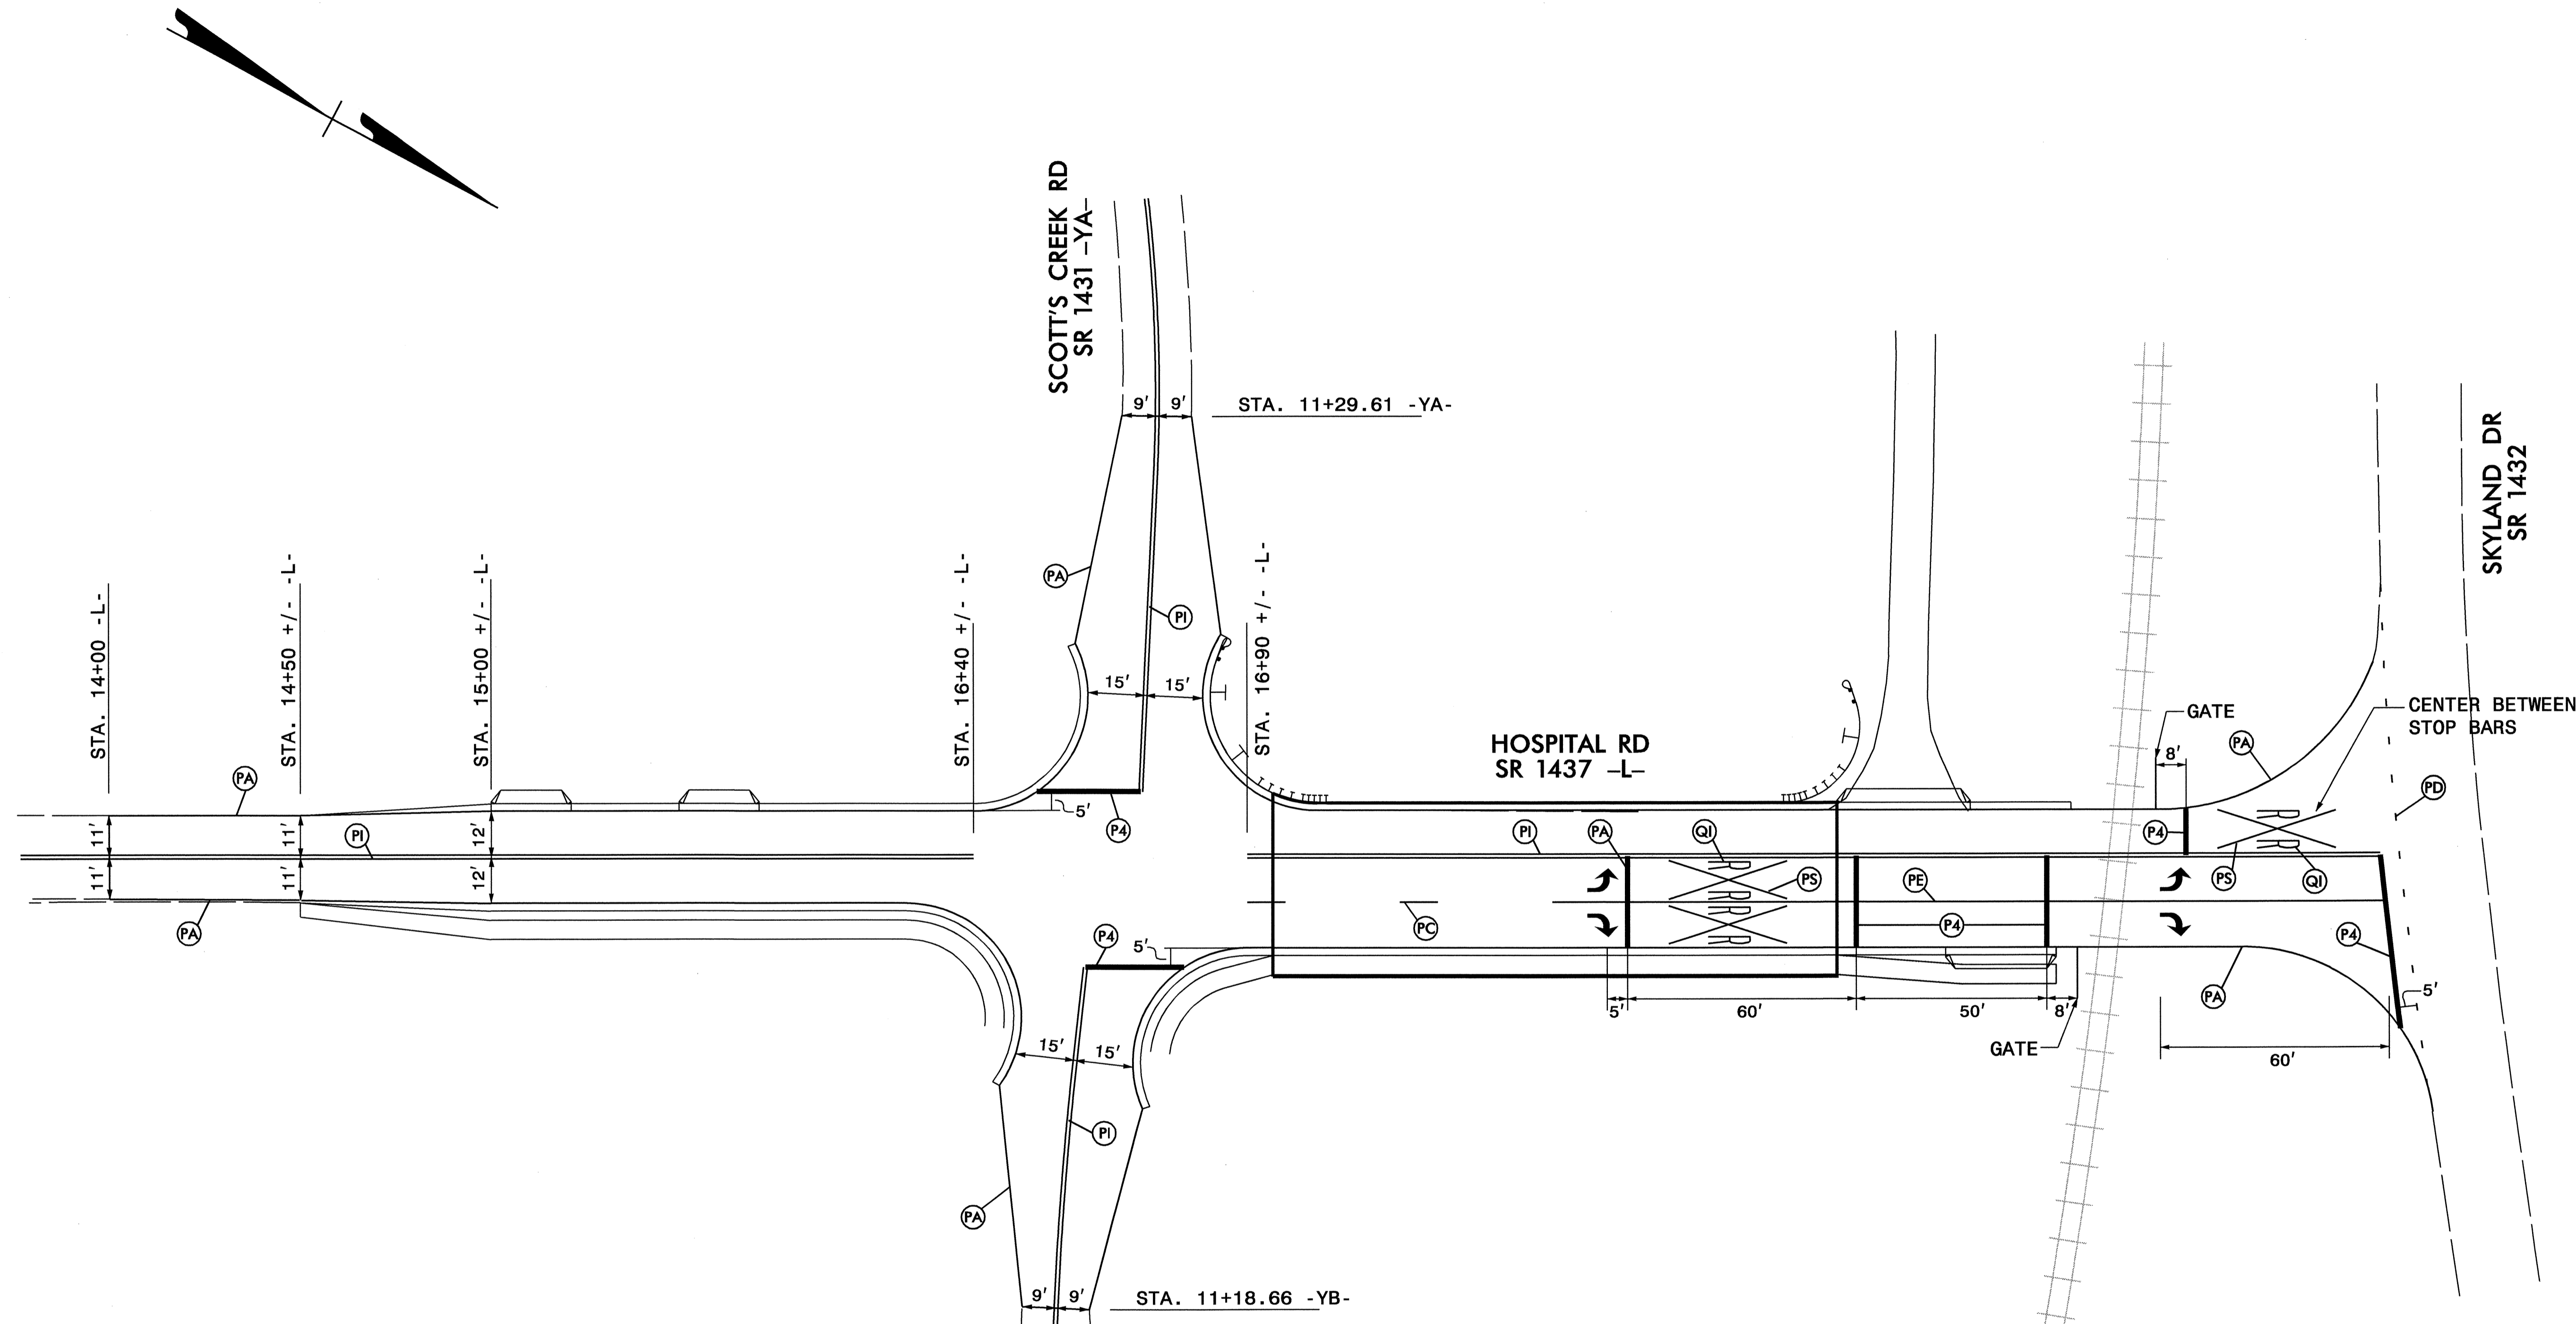 SCOTT'S CREEK RD
SR 1431 -YA-
9' 9'
STA. 11+29.61 -YA-
SKYLAND DR
SR 1432
STA. 14+00 -L-
STA. 14+50 +/- -L-
STA. 15+00 +/- -L-
STA. 16+40 +/- -L-
STA. 16+90 +/- -L-
PA
PI
15' 15'
GATE
8'
CENTER BETWEEN
STOP BARS
HOSPITAL RD
SR 1437 -L-
PA
PA
PD
5'
P4
11'
11'
PI
12'
PI
PA
QI
P4
11'
11'
12'
PS
PE
PS
QI
PA
PC
P4
P4
P4
5'
5'
60'
50'
8'
PA
5'
GATE
60'
15' 15'
PI
PA
9' 9'
STA. 11+18.66 -YB-